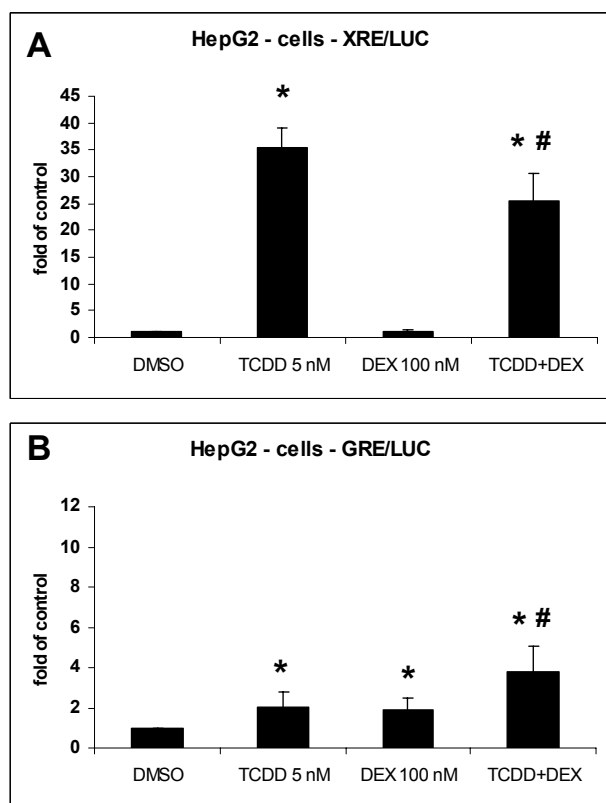 A
HepG2 - cells - XRE/LUC
45
40
35
30
25
20
15
10
5
0
fold of control
*
* #
DMSO
TCDD 5 nM
DEX 100 nM
TCDD+DEX
B
HepG2 - cells - GRE/LUC
12
10
8
6
4
2
0
fold of control
*
*
* #
DMSO
TCDD 5 nM
DEX 100 nM
TCDD+DEX